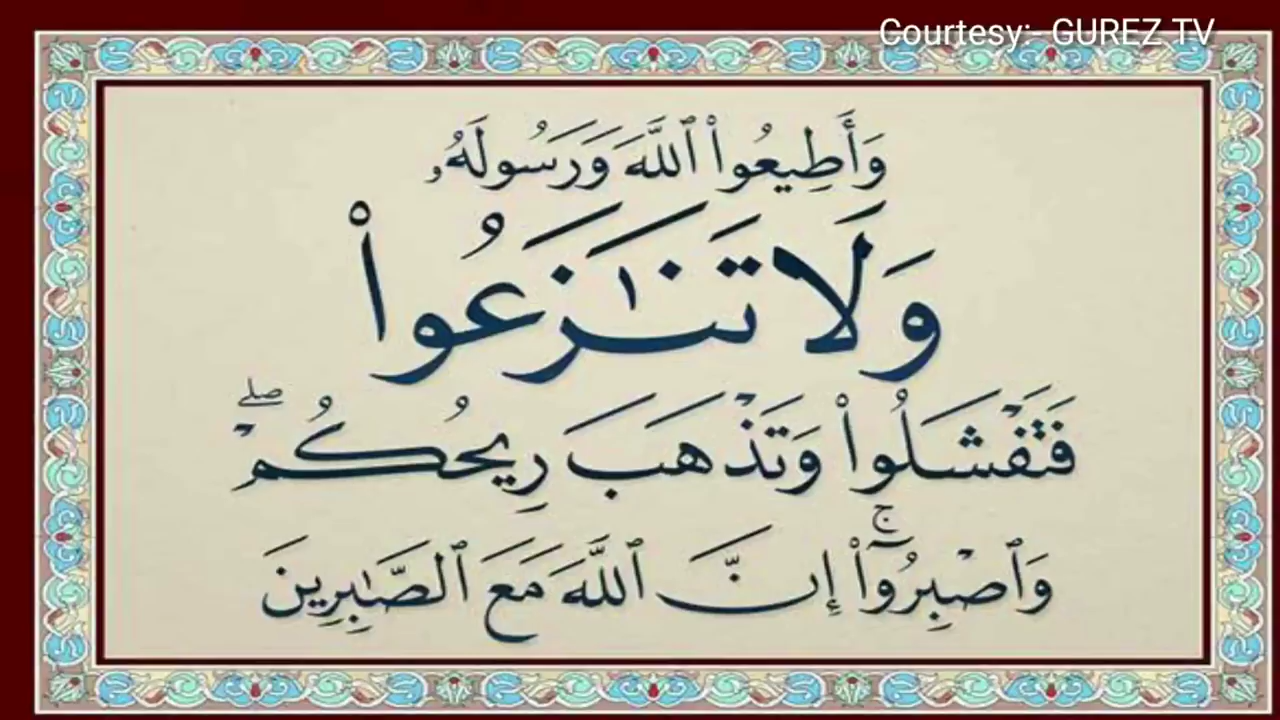 Courtesy:- GUREZ TV
وَأَطِيعُوا۟ ٱللَّهَ وَرَسُولَهُۥ
وَلَا تَنَـٰزَعُوا۟
فَتَفْشَلُوا۟ وَتَذْهَبَ رِيحُكُمْ ۖ
وَٱصْبِرُوٓا۟ ۚ إِنَّ ٱللَّهَ مَعَ ٱلصَّـٰبِرِينَ